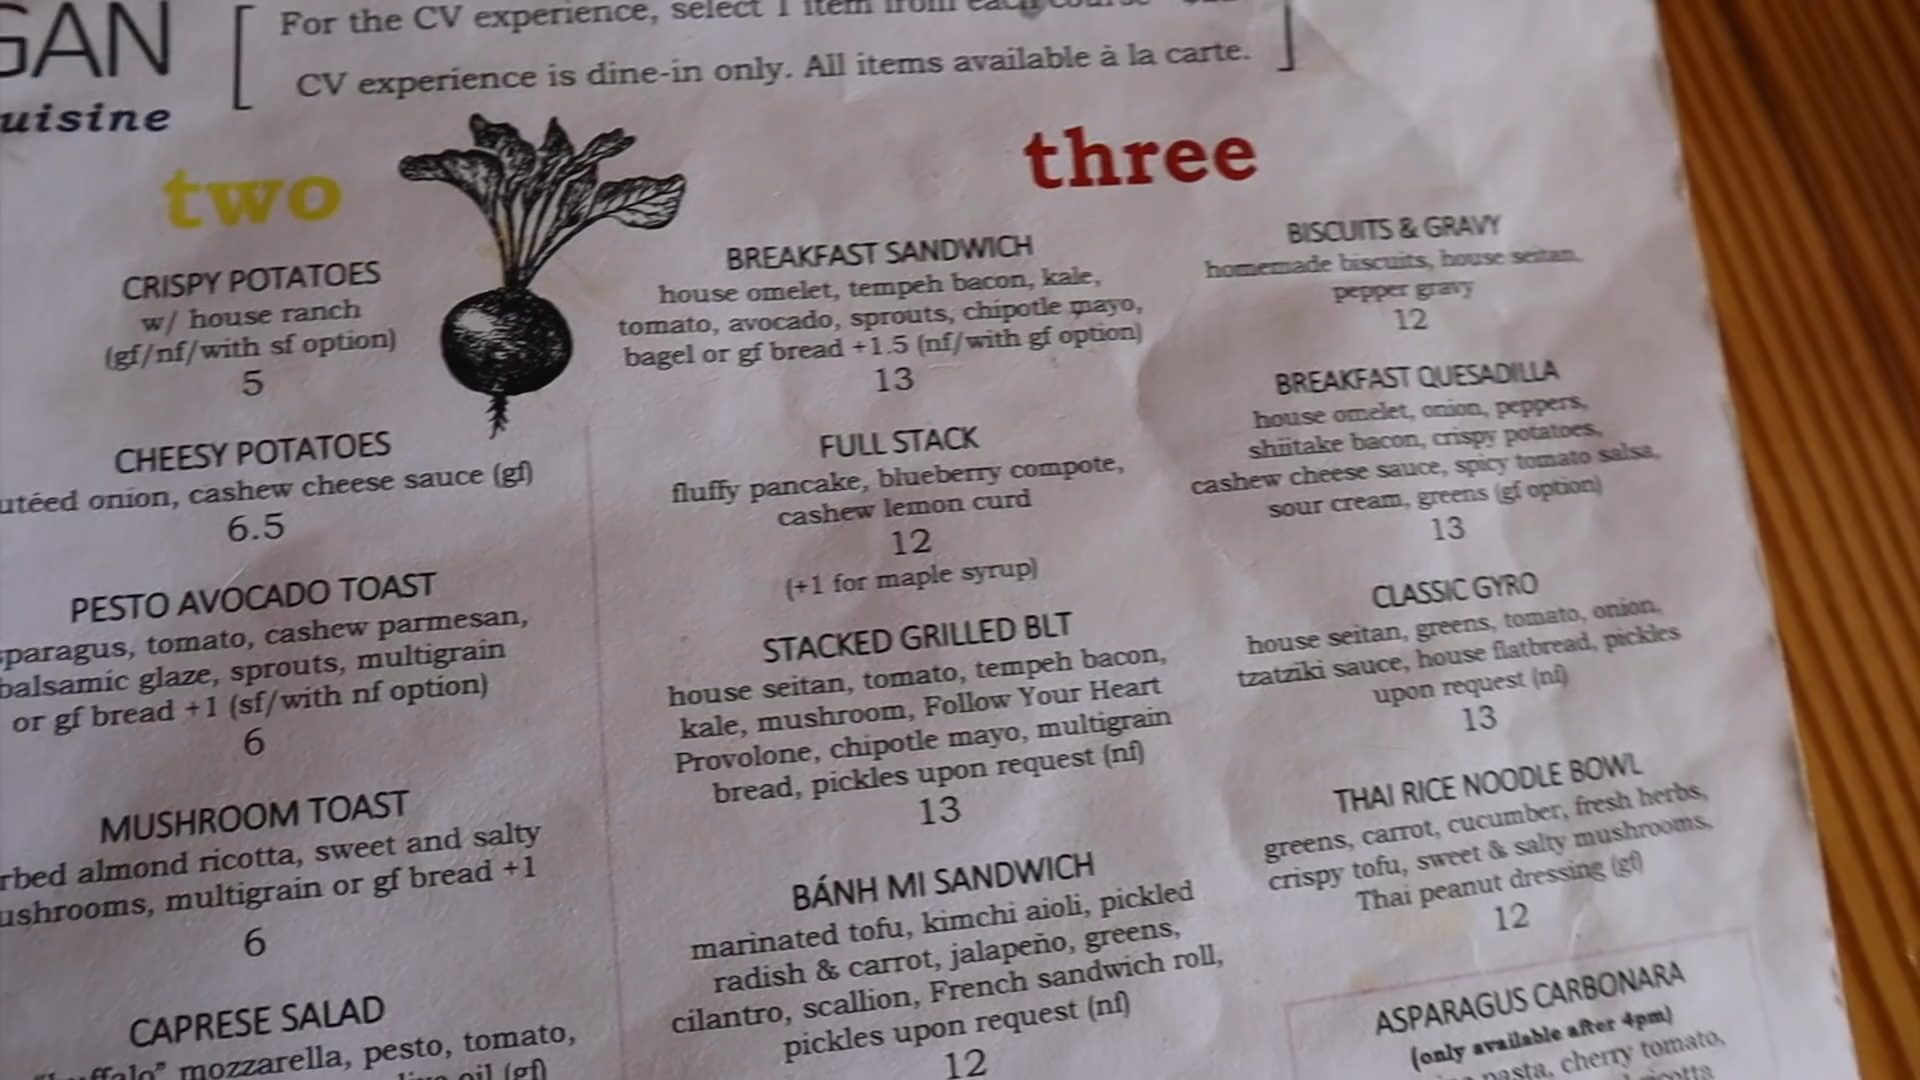 GAN
uisine
For the CV experience, select 1 item from each course
CV experience is dine-in only. All items available à la carte.
two
CRISPY POTATOES
w/ house ranch
(gf/nf/with sf option)
5
CHEESY POTATOES
utéed onion, cashew cheese sauce (gf)
6.5
PESTO AVOCADO TOAST
sparagus, tomato, cashew parmesan,
balsamic glaze, sprouts, multigrain
or gf bread +1 (sf/with nf option)
6
MUSHROOM TOAST
rbed almond ricotta, sweet and salty
ushrooms, multigrain or gf bread +1
6
CAPRESE SALAD
mozzarella, pesto, tomato,
oil (gf)
three
BREAKFAST SANDWICH
house omelet, tempeh bacon, kale,
tomato, avocado, sprouts, chipotle mayo,
bagel or gf bread +1.5 (nf/with gf option)
13
FULL STACK
fluffy pancake, blueberry compote,
cashew lemon curd
12
(+1 for maple syrup)
STACKED GRILLED BLT
house seitan, tomato, tempeh bacon,
kale, mushroom, Follow Your Heart
Provolone, chipotle mayo, multigrain
bread, pickles upon request (nf)
13
BÁNH MI SANDWICH
marinated tofu, kimchi aioli, pickled
radish & carrot, jalapeño, greens,
cilantro, scallion, French sandwich roll,
pickles upon request (nf)
12
BISCUITS & GRAVY
homemade biscuits, house seitan,
pepper gravy
12
BREAKFAST QUESADILLA
house omelet, onion, peppers,
shiitake bacon, crispy potatoes,
cashew cheese sauce, spicy tomato salsa,
sour cream, greens (gf option)
13
CLASSIC GYRO
house seitan, greens, tomato, onion,
tzatziki sauce, house flatbread, pickles
upon request (nf)
13
THAI RICE NOODLE BOWL
greens, carrot, cucumber, fresh herbs,
crispy tofu, sweet & salty mushrooms,
Thai peanut dressing (gf)
12
ASPARAGUS CARBONARA
(only available after 4pm)
pasta, cherry tomato,
ricotta